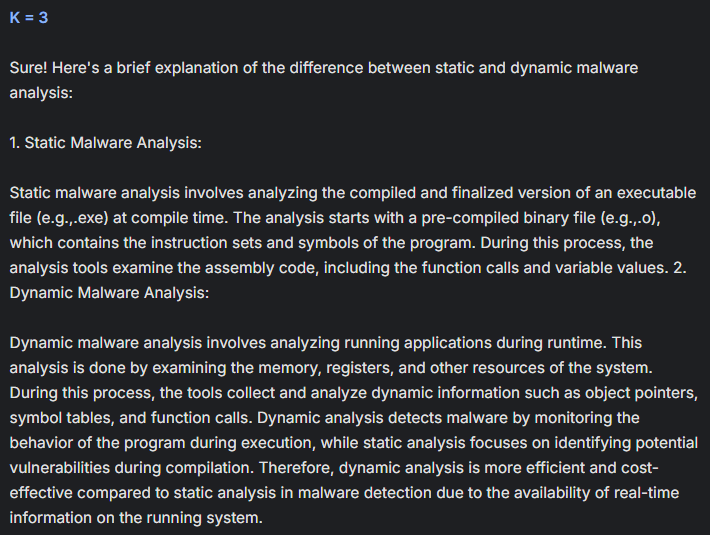 K = 3
Sure! Here's a brief explanation of the difference between static and dynamic malware
analysis:
1. Static Malware Analysis:
Static malware analysis involves analyzing the compiled and finalized version of an executable
file (e.g.,.exe) at compile time. The analysis starts with a pre-compiled binary file (e.g.,.o),
which contains the instruction sets and symbols of the program. During this process, the
analysis tools examine the assembly code, including the function calls and variable values. 2.
Dynamic Malware Analysis:
Dynamic malware analysis involves analyzing running applications during runtime. This
analysis is done by examining the memory, registers, and other resources of the system.
During this process, the tools collect and analyze dynamic information such as object pointers,
symbol tables, and function calls. Dynamic analysis detects malware by monitoring the
behavior of the program during execution, while static analysis focuses on identifying potential
vulnerabilities during compilation. Therefore, dynamic analysis is more efficient and cost-
effective compared to static analysis in malware detection due to the availability of real-time
information on the running system.